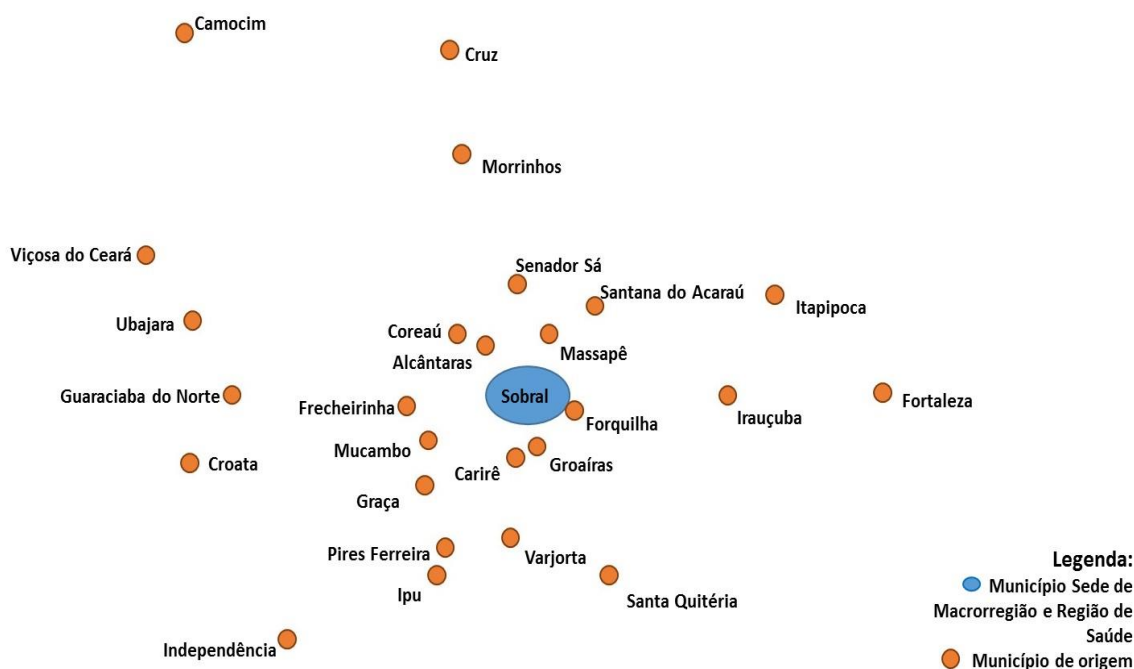 Camocim
Cruz
Morrinhos
Viçosa do Ceará
Senador Sá
Santana do Acaraú
Itapipoca
Ubajara
Coreaú
Massapê
Alcântaras
Guaraciaba do Norte
Sobral
Frecheirinha
Forquilha
Irauçuba
Fortaleza
Mucambo
Croata
Carirê
Groaíras
Graça
Pires Ferreira
Varjorta
Ipu
Santa Quitéria
Independência
Legenda:
Município Sede de
Macrorregião e Região de
Saúde
Município de origem